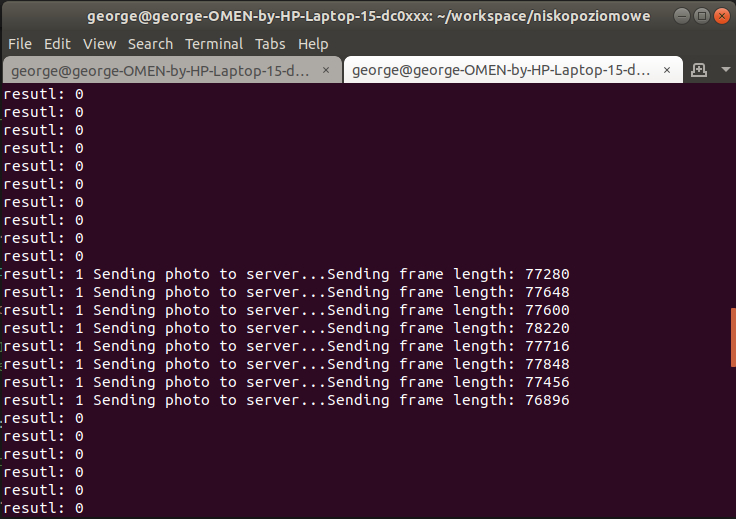 george@george-OMEN-by-HP-Laptop-15-dc0xxx: ~/workspace/niskopoziomowe
File Edit View Search Terminal Tabs Help
george@george-OMEN-by-HP-Laptop-15-d... × george@george-OMEN-by-HP-Laptop-15-d... ×
resutl: 0
resutl: 0
resutl: 0
resutl: 0
resutl: 0
resutl: 0
resutl: 0
resutl: 0
resutl: 0
resutl: 0
resutl: 1 Sending photo to server...Sending frame length: 77280
resutl: 1 Sending photo to server...Sending frame length: 77648
resutl: 1 Sending photo to server...Sending frame length: 77600
resutl: 1 Sending photo to server...Sending frame length: 78220
resutl: 1 Sending photo to server...Sending frame length: 77716
resutl: 1 Sending photo to server...Sending frame length: 77848
resutl: 1 Sending photo to server...Sending frame length: 77456
resutl: 1 Sending photo to server...Sending frame length: 76896
resutl: 0
resutl: 0
resutl: 0
resutl: 0
resutl: 0
resutl: 0